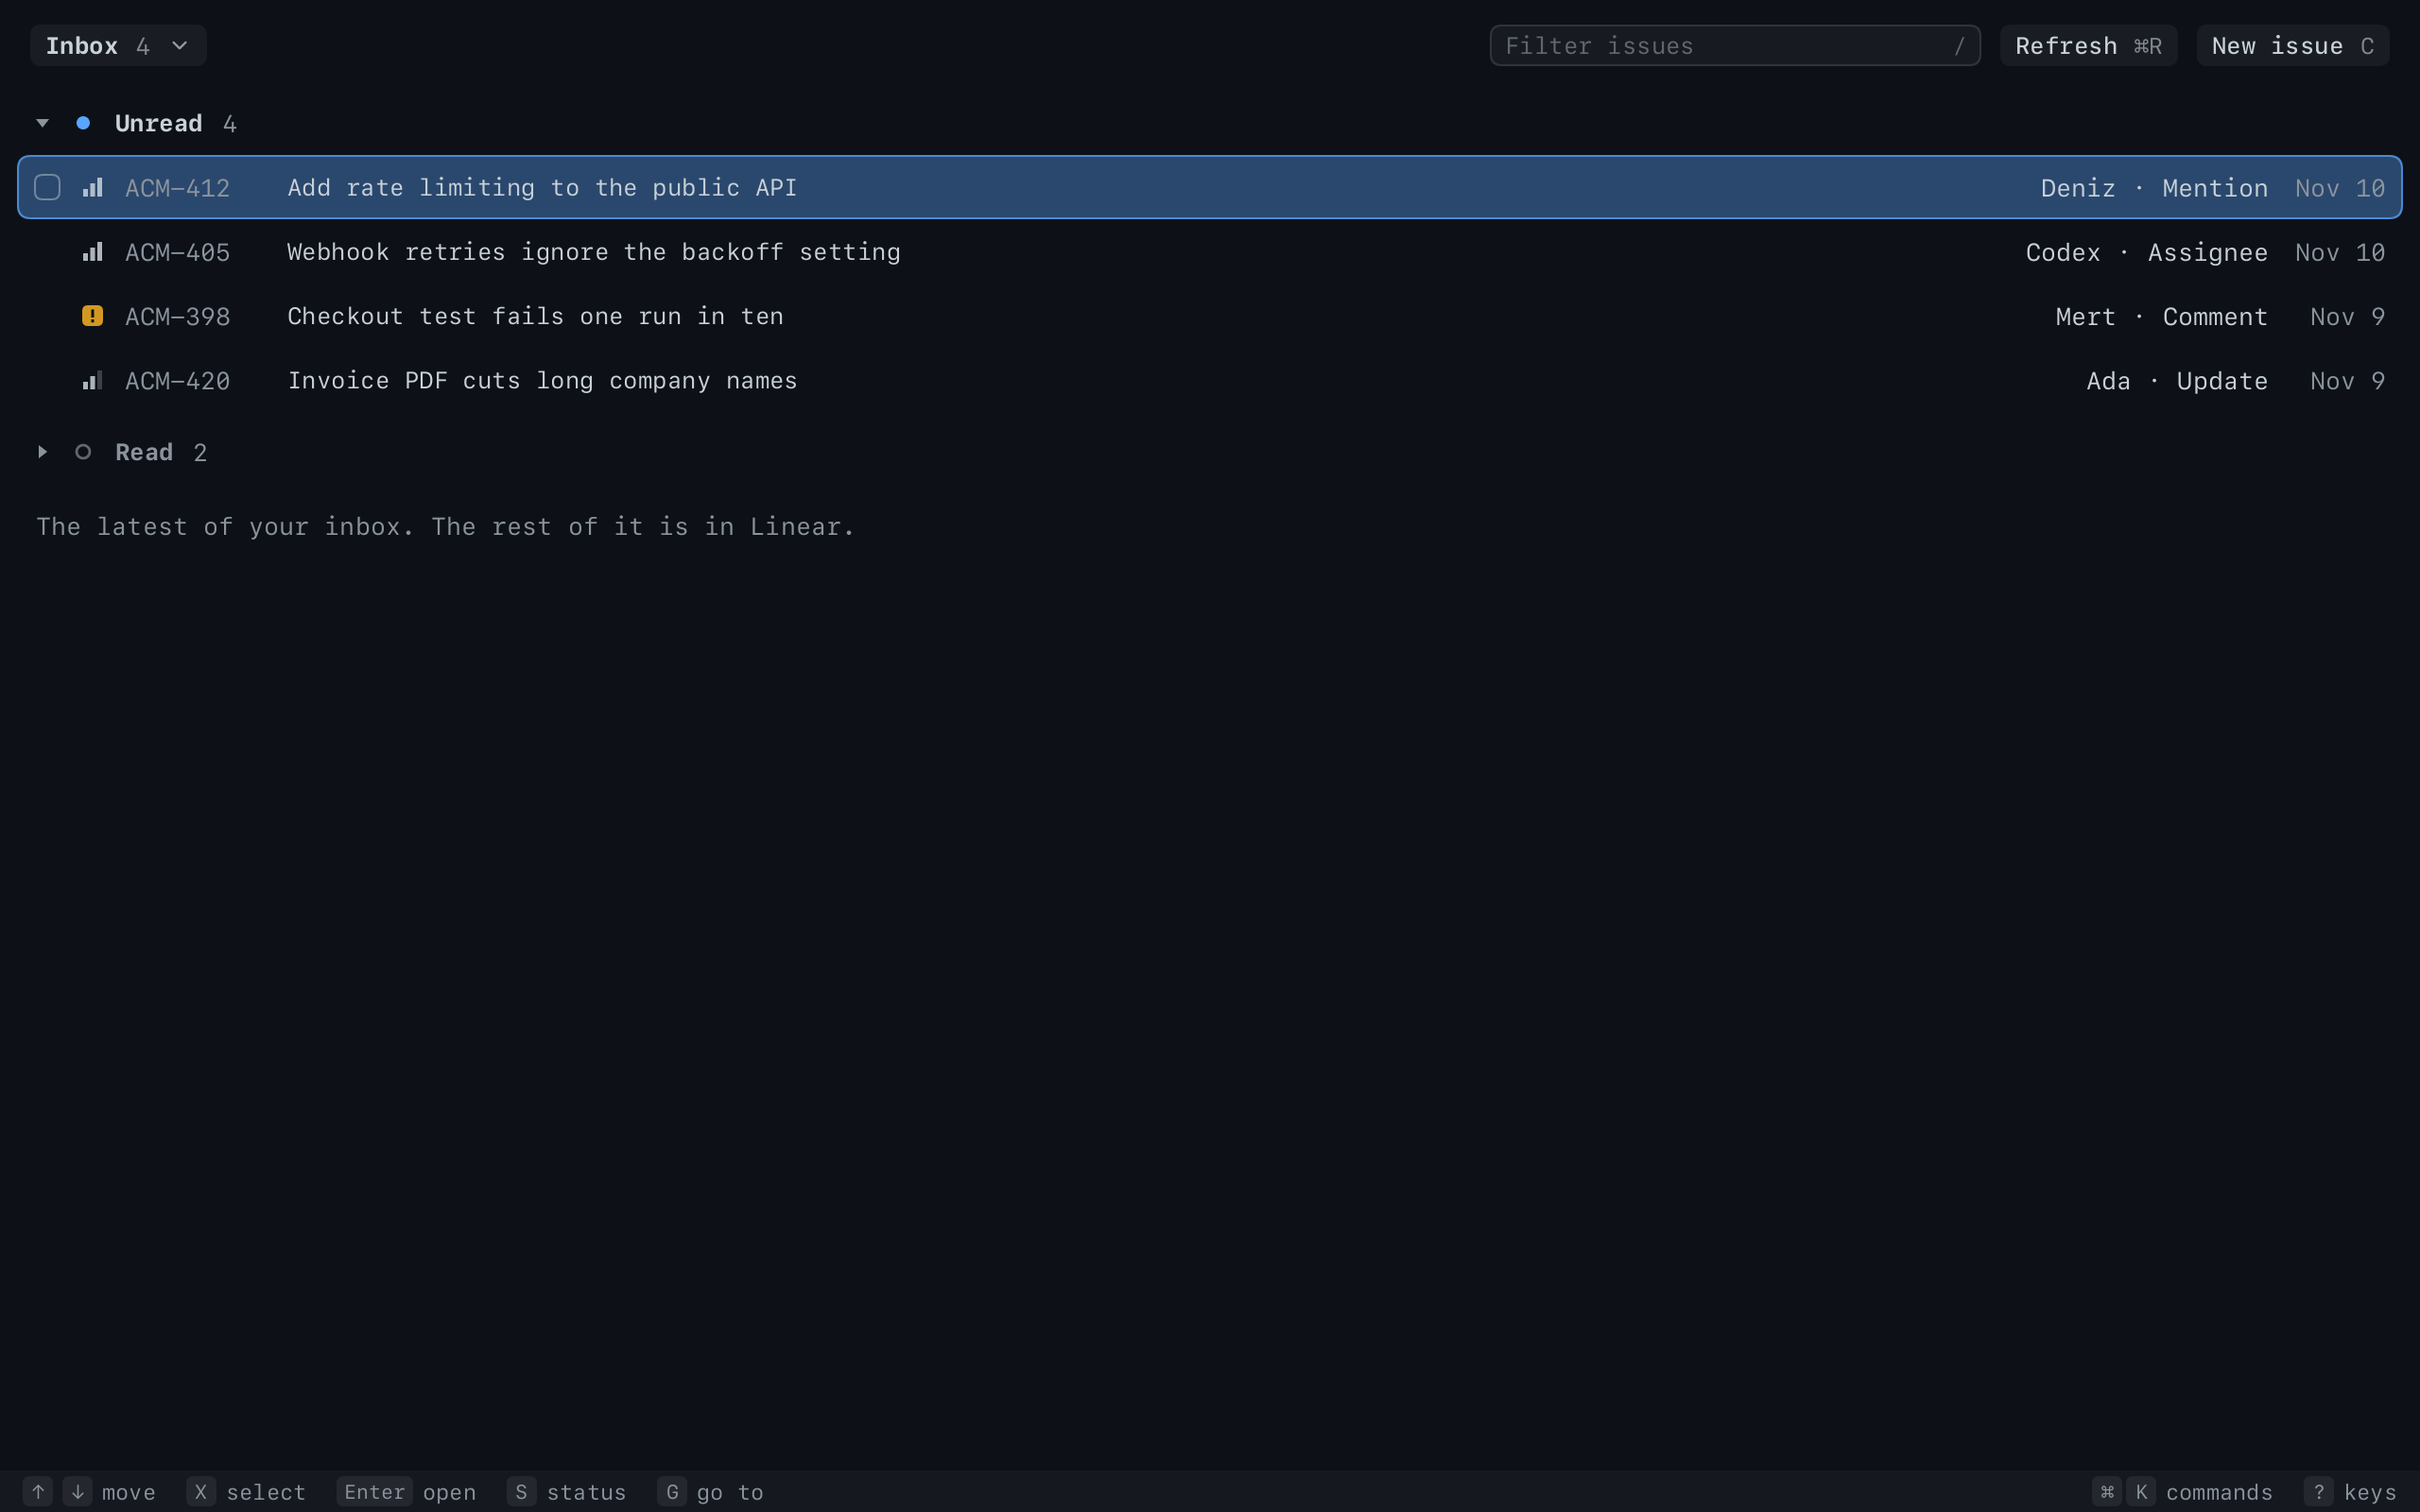 Inbox 4
Filter issues /
Refresh ⌘R
New issue C
Unread 4
ACM-412 Add rate limiting to the public API Deniz · Mention Nov 10
ACM-405 Webhook retries ignore the backoff setting Codex · Assignee Nov 10
ACM-398 Checkout test fails one run in ten Mert · Comment Nov 9
ACM-420 Invoice PDF cuts long company names Ada · Update Nov 9
Read 2
The latest of your inbox. The rest of it is in Linear.
↑ ↓ move X select Enter open S status G go to ⌘ K commands ? keys